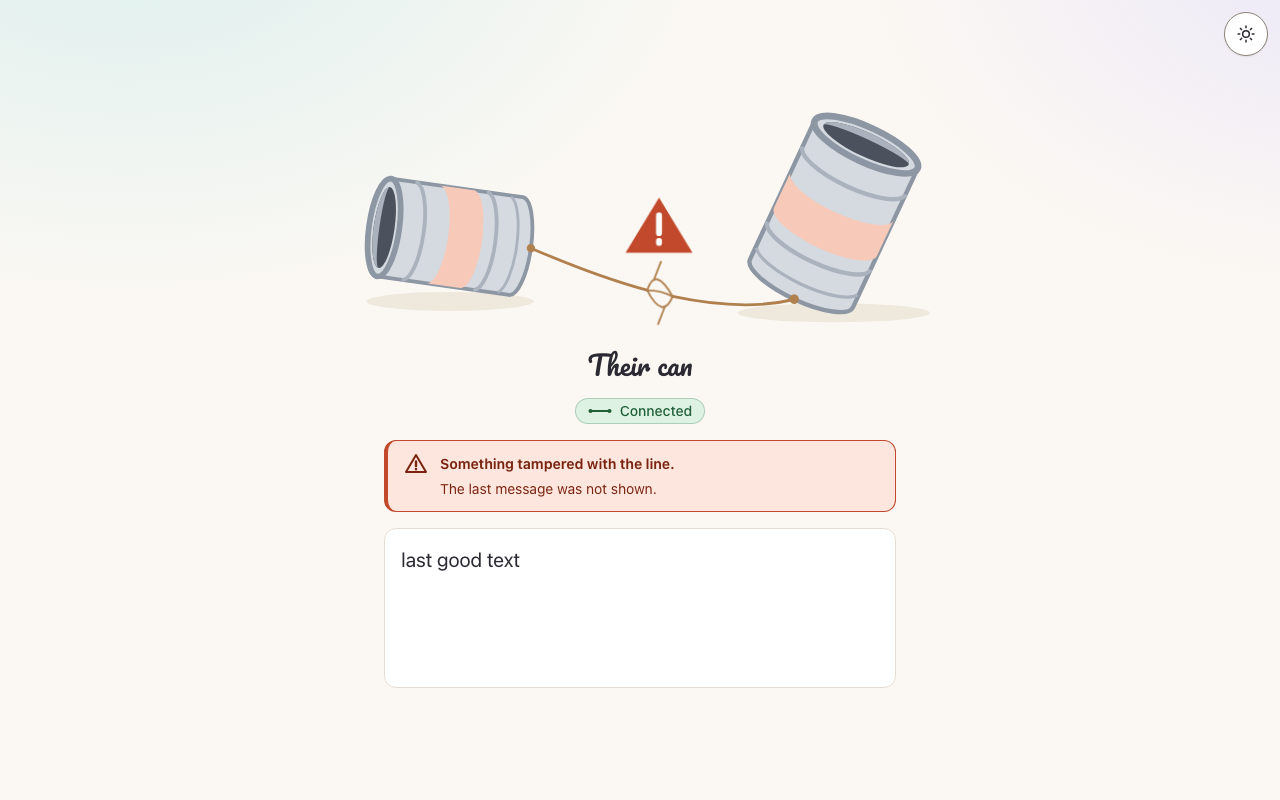 Their can
Connected
Something tampered with the line.
The last message was not shown.
last good text